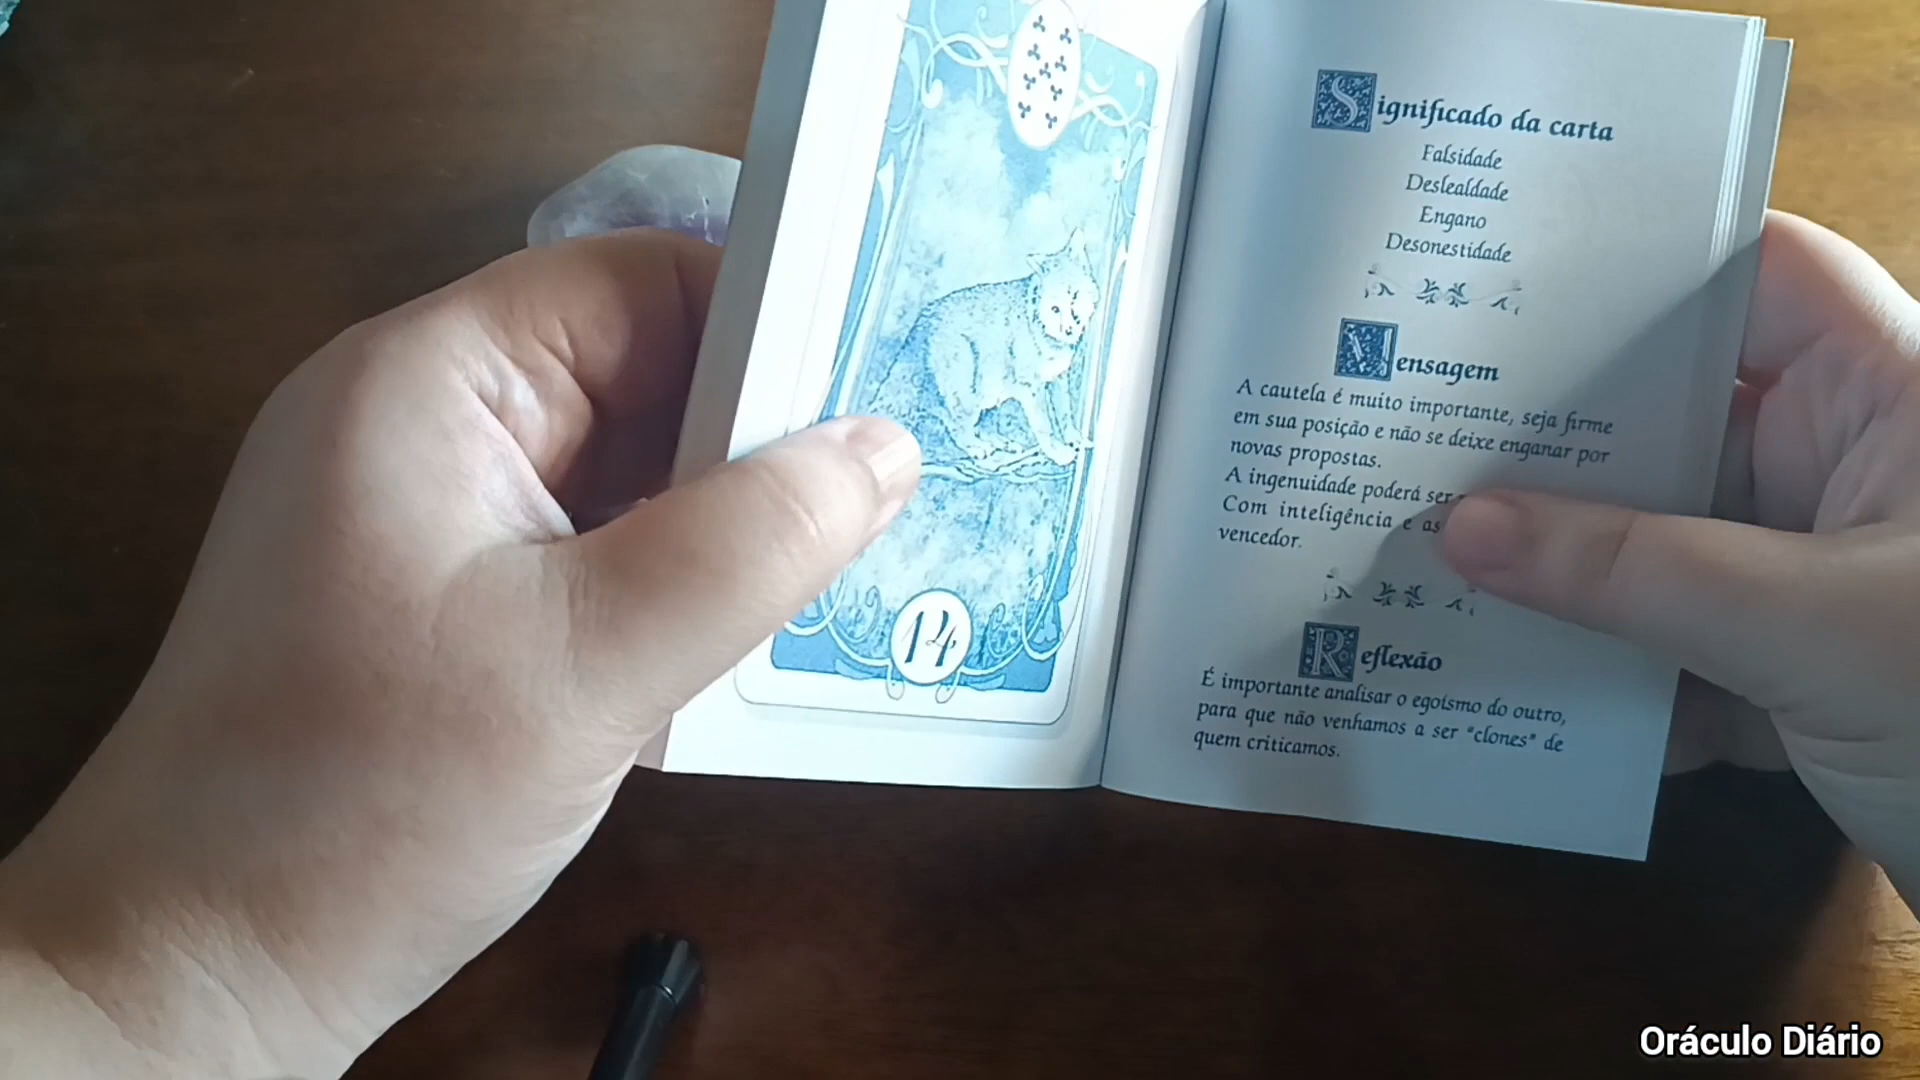 14
Significado da carta
Falsidade
Deslealdade
Engano
Desonestidade
Mensagem
A cautela é muito importante, seja firme
em sua posição e não se deixe enganar por
novas propostas.
A ingenuidade poderá ser
Com inteligência e
vencedor.
Reflexão
É importante analisar o egoísmo do outro,
para que não venhamos a ser "clones" de
quem criticamos.
Oráculo Diário